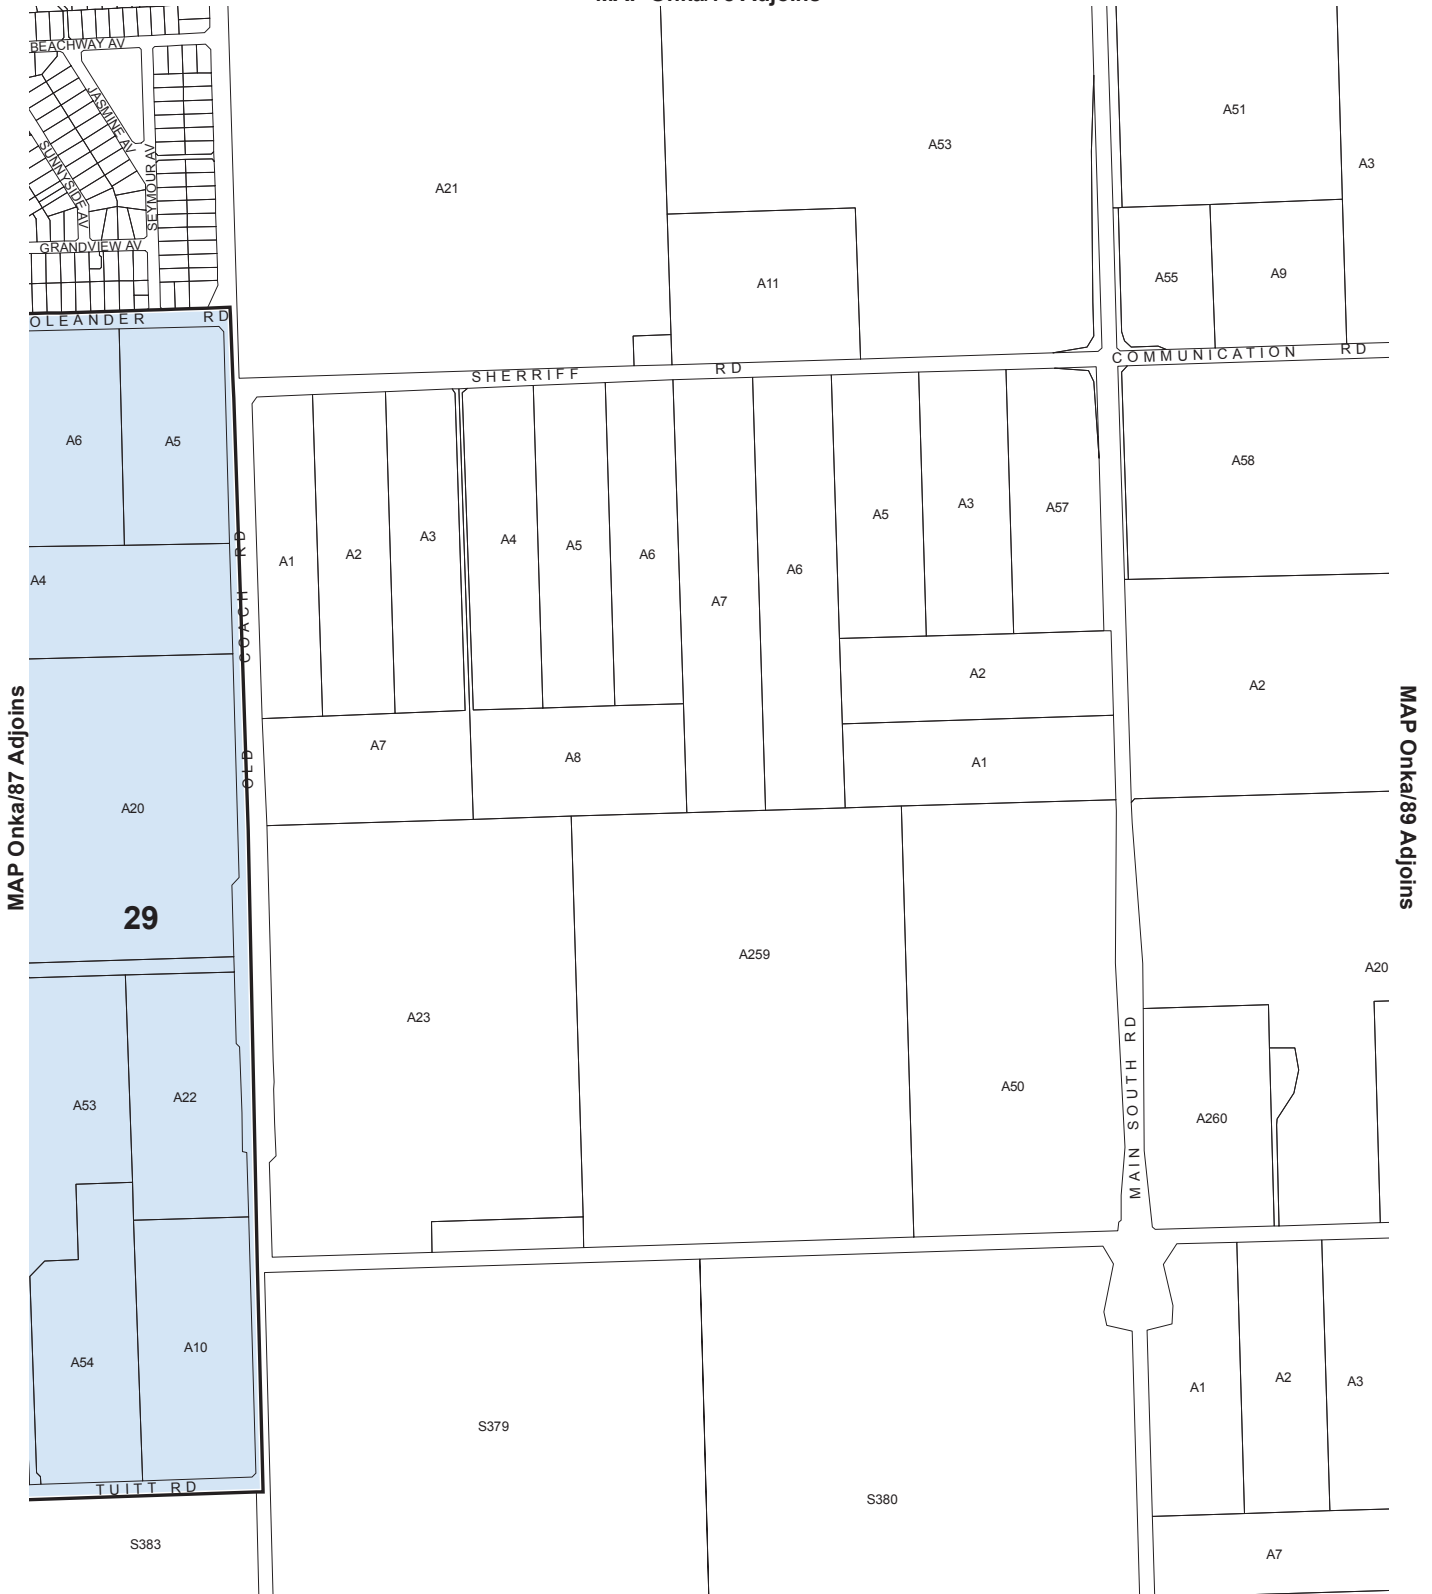 BEACHWAY AV
JASMINE AV
SUNNYSIDE AV
SEYMOUR AV
GRANDVIEW AV
A21
A53
A51
A3
A11
A55
A9
OLEANDER RD
SHERRIFF RD
COMMUNICATION RD
A6
A5
A4
OLD COACH RD
A1
A2
A3
A4
A5
A6
A7
A6
A5
A3
A57
A58
A2
A2
A7
A8
A1
MAP Onka/87 Adjoins
MAP Onka/89 Adjoins
A20
29
A23
A259
A50
A20
MAIN SOUTH RD
A260
A53
A22
A54
A10
TUITT RD
S379
S380
A1
A2
A3
S383
A7